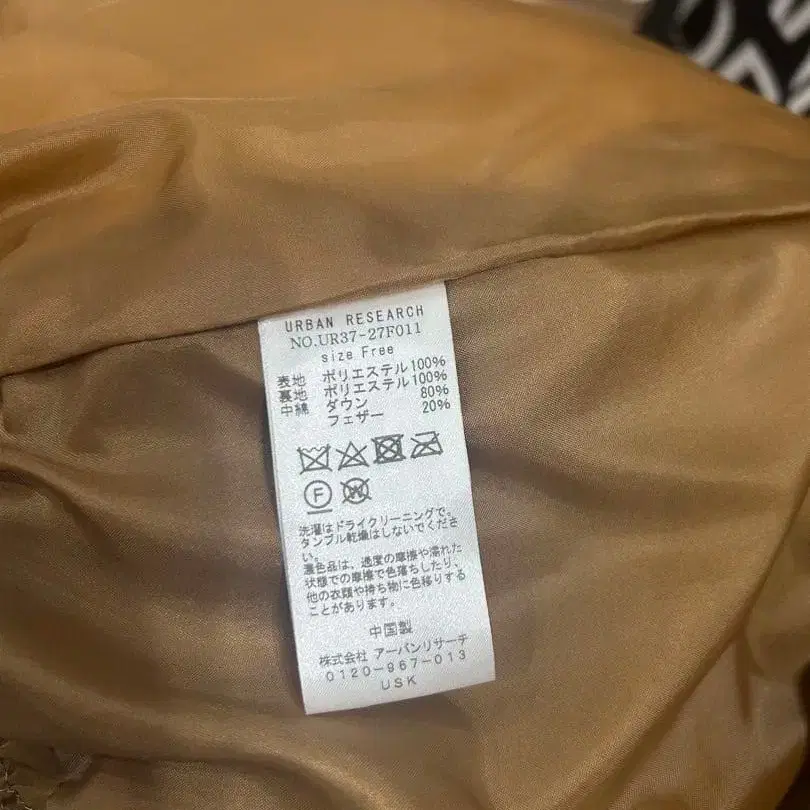 URBAN RESEARCH
NO.UR37-27F011
size Free
表地 ポリエステル100%
裏地 ポリエステル100%
中綿 ダウン 80%
フェザー 20%
F
W
洗濯はドライクリーニングで。
タンブル乾燥はしないでくださ
い。
濃色品は、過度の摩擦や濡れた
状態での摩擦で色落ちしたり、
他の衣類や持ち物に色移りする
ことがあります。
中国製
株式会社 アーバンリサーチ
0120-967-013
USK